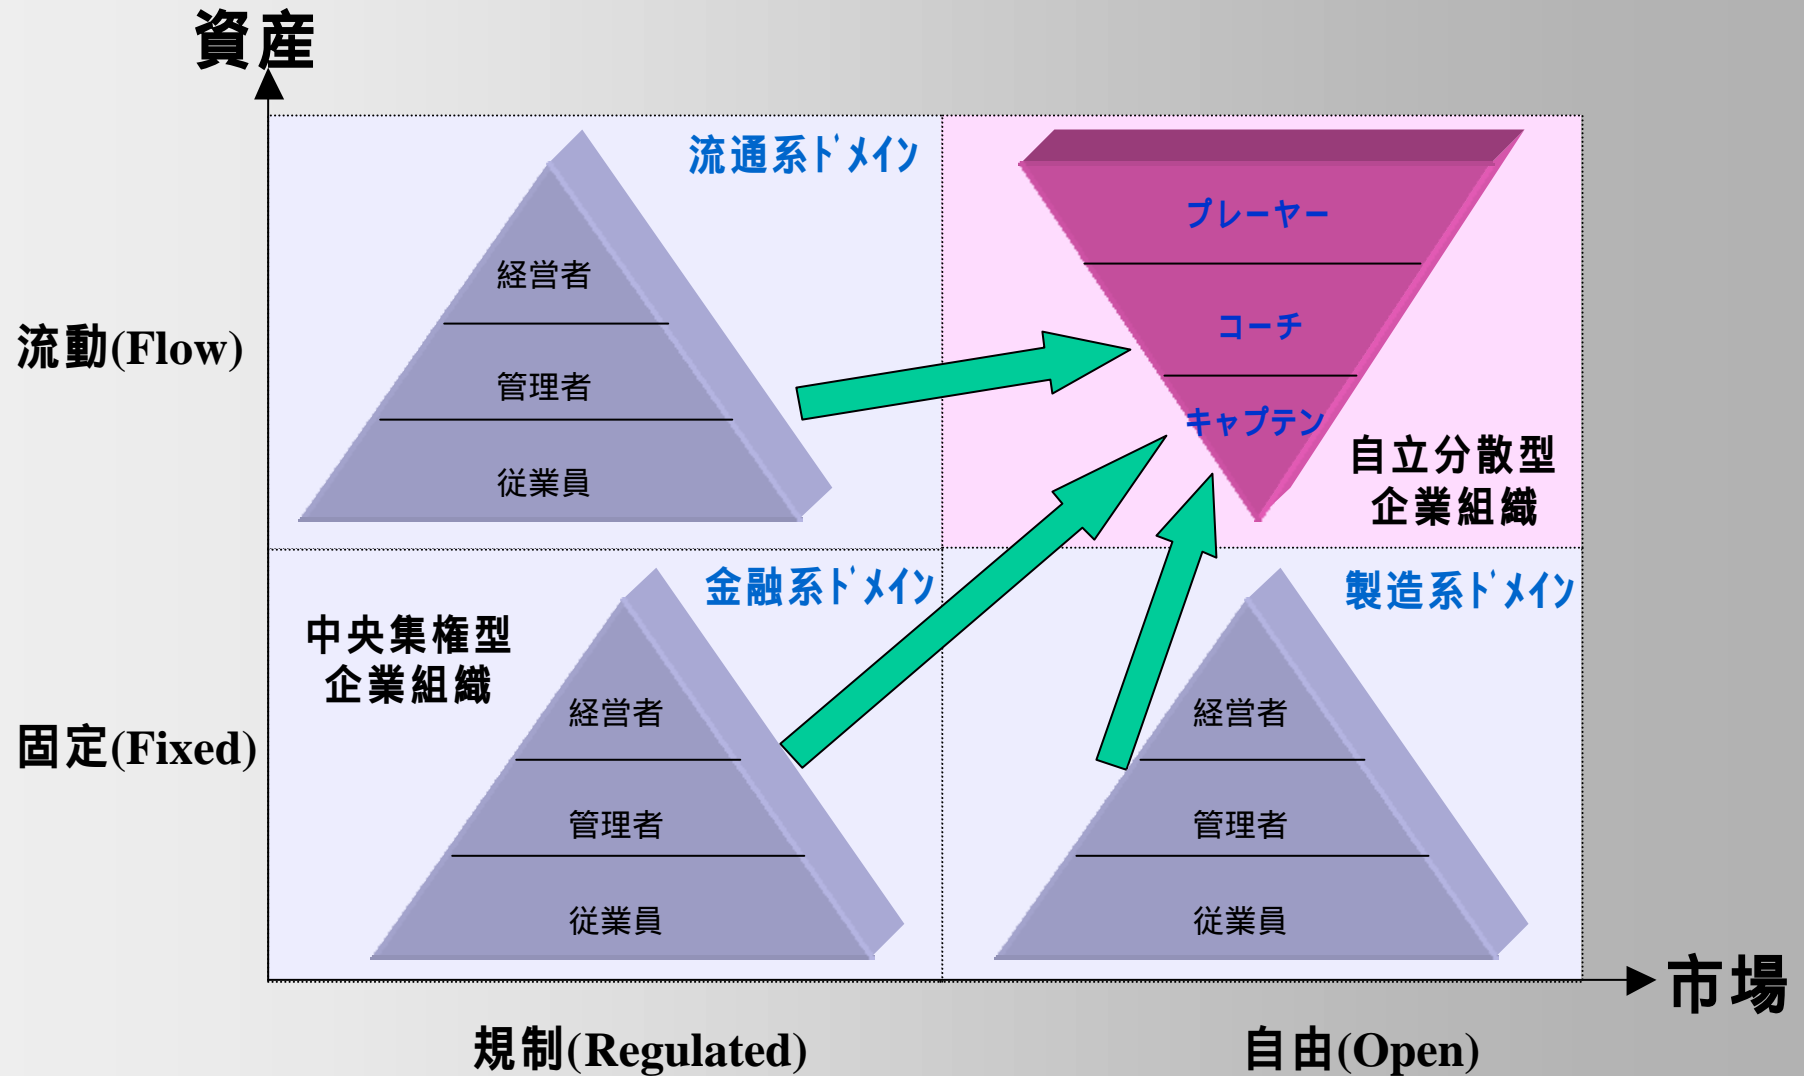 資産
流通系ﾄﾞﾒｲﾝ
プレーヤー
経営者
コーチ
流動(Flow)
管理者
キャプテン
従業員
自立分散型
企業組織
金融系ﾄﾞﾒｲﾝ
製造系ﾄﾞﾒｲﾝ
中央集権型
企業組織
経営者
経営者
固定(Fixed)
管理者
管理者
従業員
従業員
市場
規制(Regulated)
自由(Open)